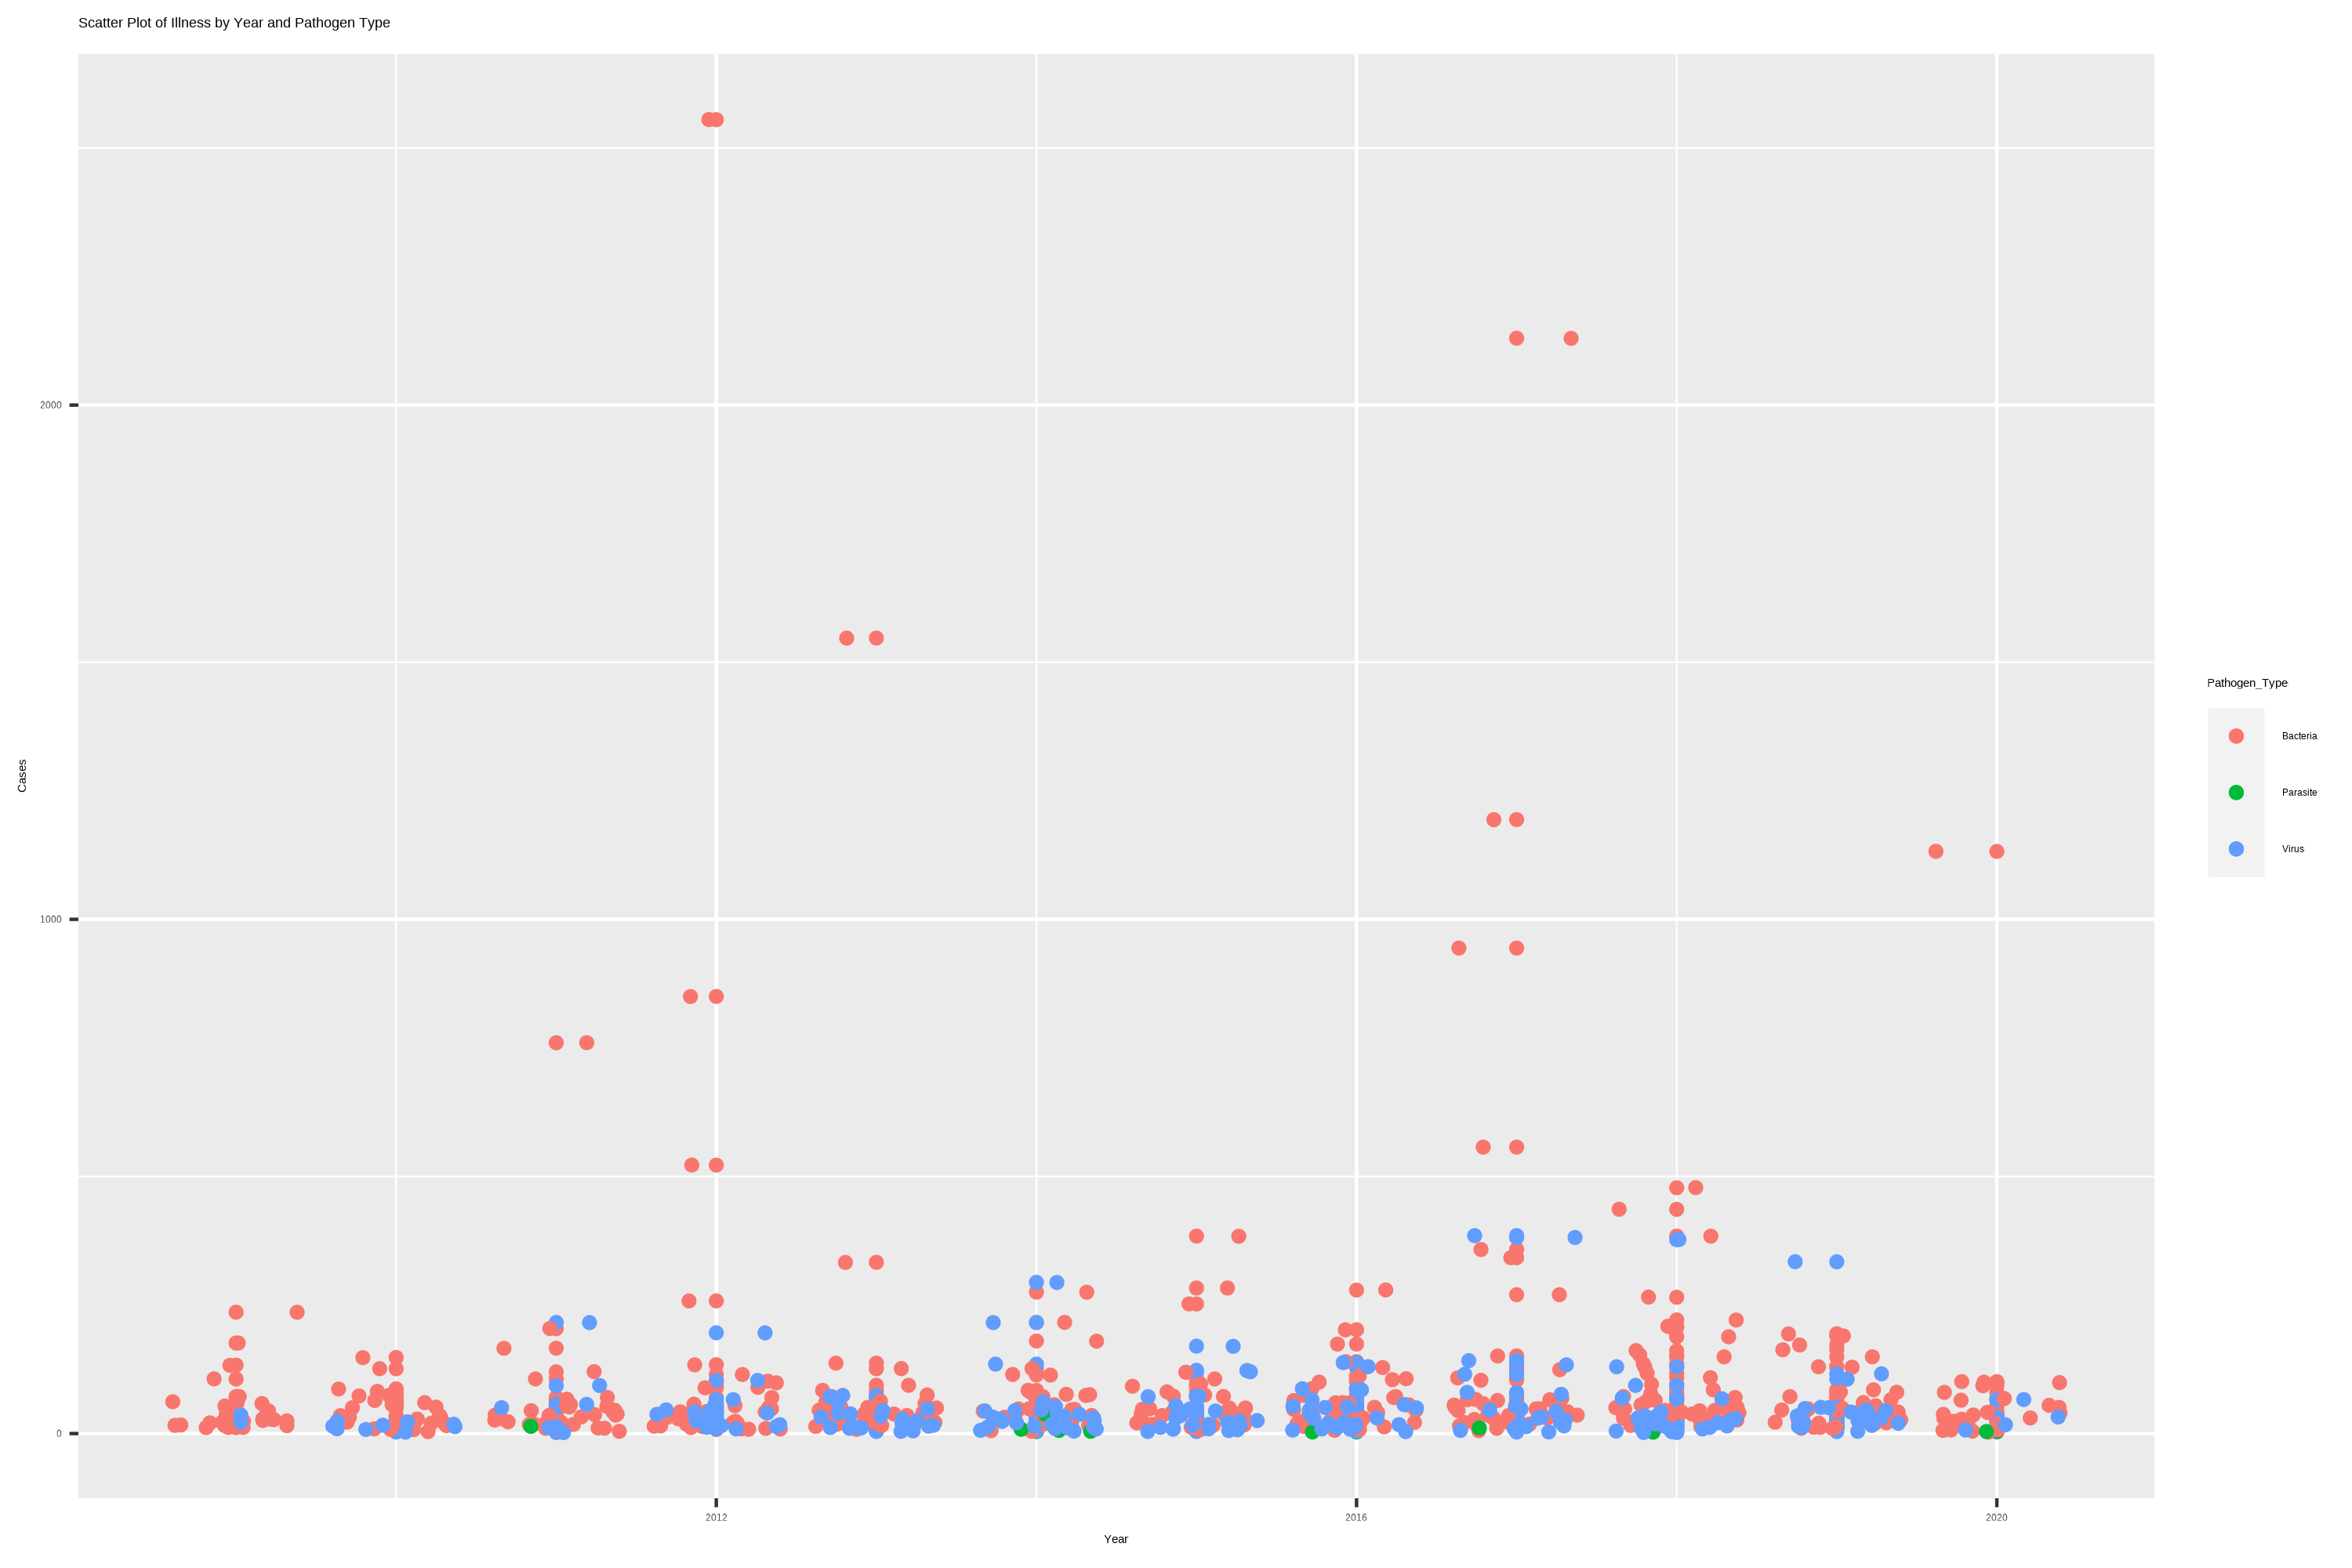 Scatter Plot of Illness by Year and Pathogen Type
2000
1000
0
Cases
2012
2016
2020
Year
Pathogen_Type
Bacteria
Parasite
Virus